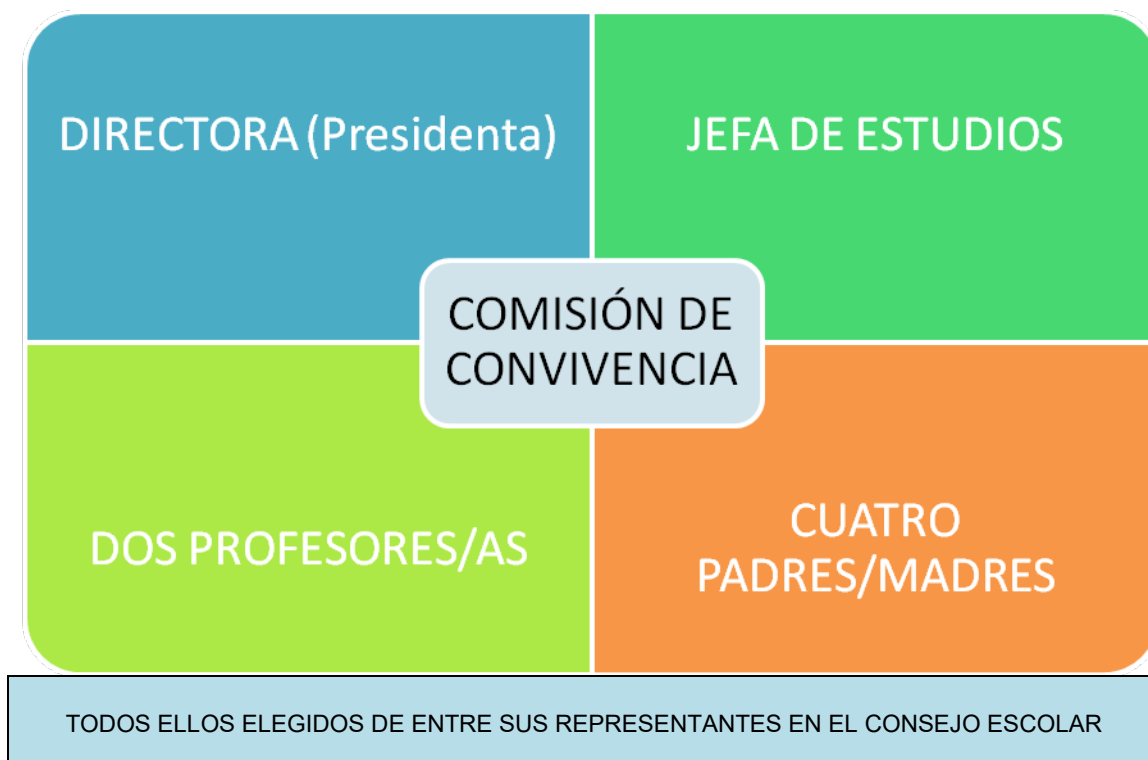 DIRECTORA (Presidenta)
JEFA DE ESTUDIOS
COMISIÓN DE
CONVIVENCIA
DOS PROFESORES/AS
CUATRO
PADRES/MADRES
TODOS ELLOS ELEGIDOS DE ENTRE SUS REPRESENTANTES EN EL CONSEJO ESCOLAR